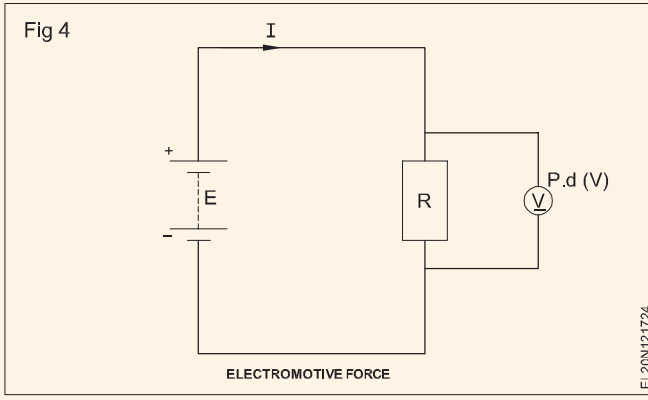 Fig 4
I
+
E
-
R
P.d (V)
V
ELECTROMOTIVE FORCE
EL20N121724